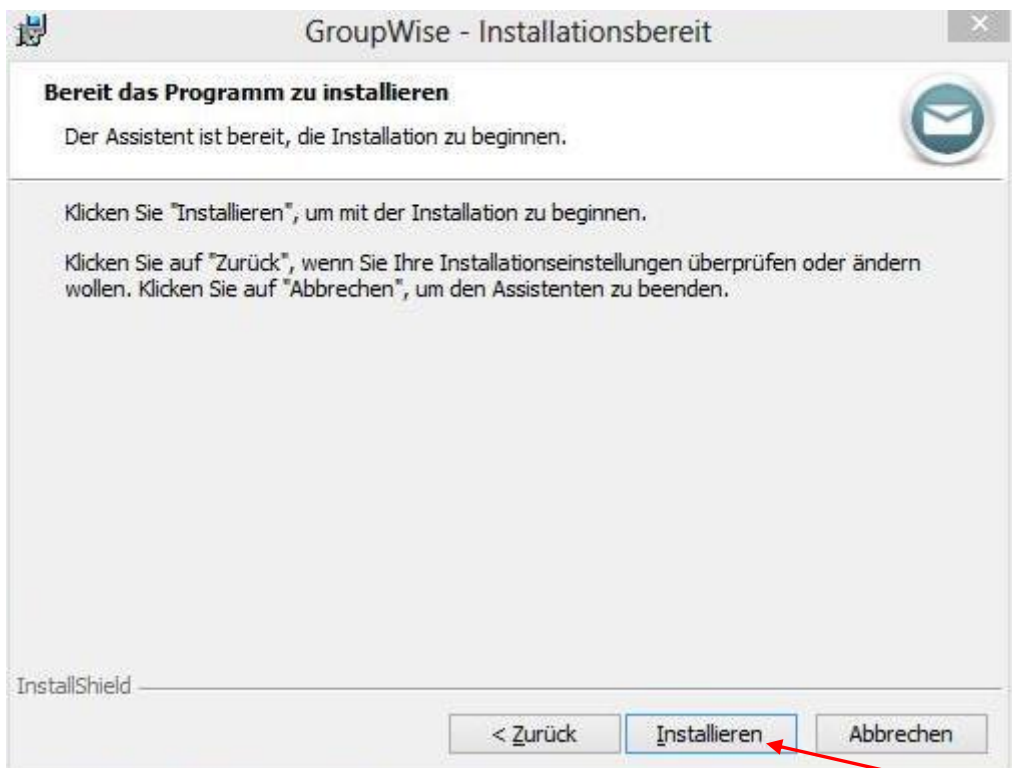 GroupWise - Installationsbereit
Bereit das Programm zu installieren
Der Assistent ist bereit, die Installation zu beginnen.
Klicken Sie "Installieren", um mit der Installation zu beginnen.
Klicken Sie auf "Zurück", wenn Sie Ihre Installationseinstellungen überprüfen oder ändern
wollen. Klicken Sie auf "Abbrechen", um den Assistenten zu beenden.
InstallShield
< Zurück Installieren Abbrechen